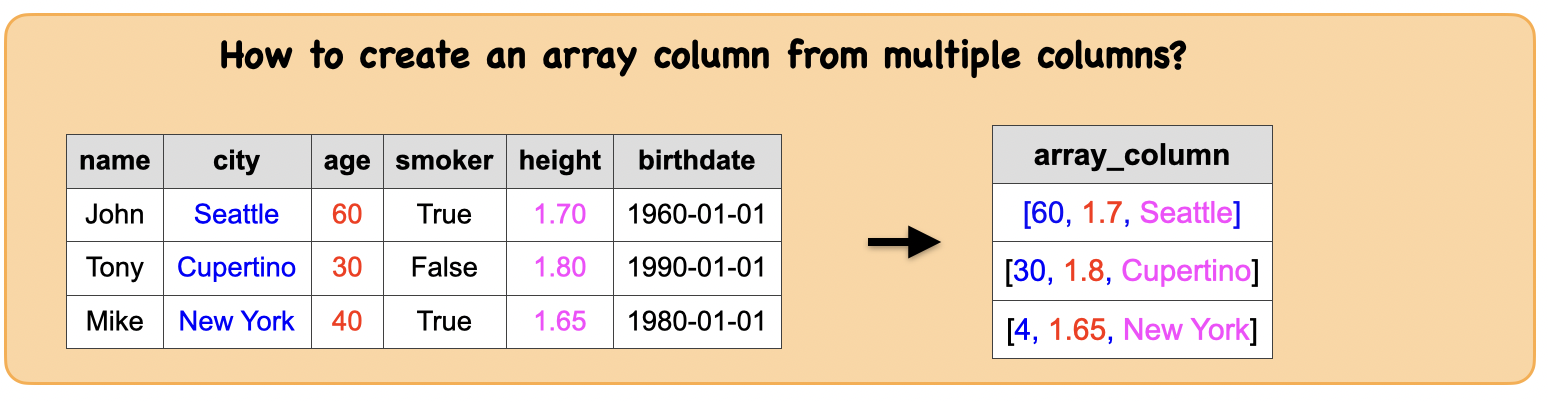 How to create an array column from multiple columns?
name city age smoker height birthdate
John Seattle 60 True 1.70 1960-01-01
Tony Cupertino 30 False 1.80 1990-01-01
Mike New York 40 True 1.65 1980-01-01
array_column
[60, 1.7, Seattle]
[30, 1.8, Cupertino]
[4, 1.65, New York]